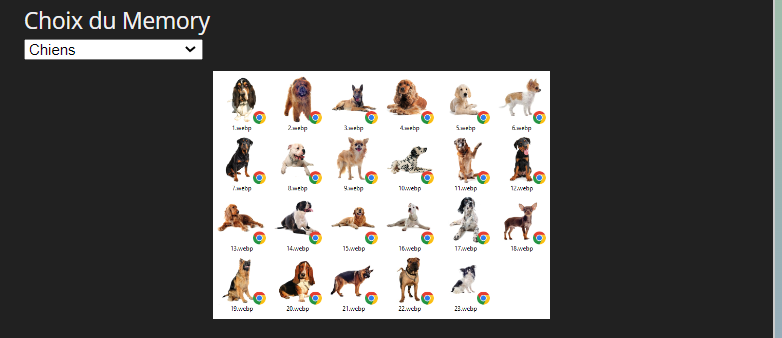 Choix du Memory
Chiens
1.webp 2.webp 3.webp 4.webp 5.webp 6.webp
7.webp 8.webp 9.webp 10.webp 11.webp 12.webp
13.webp 14.webp 15.webp 16.webp 17.webp 18.webp
19.webp 20.webp 21.webp 22.webp 23.webp